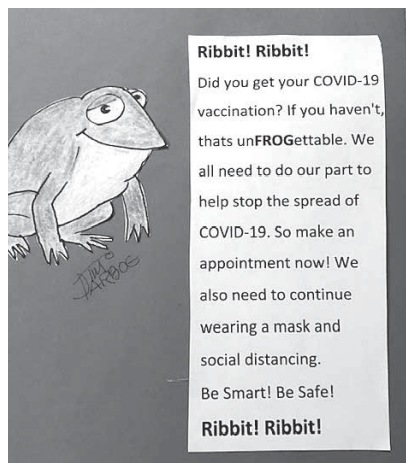 Ribbit! Ribbit!
Did you get your COVID-19
vaccination? If you haven't,
thats unFROGettable. We
all need to do our part to
help stop the spread of
COVID-19. So make an
appointment now! We
also need to continue
wearing a mask and
social distancing.
Be Smart! Be Safe!
Ribbit! Ribbit!